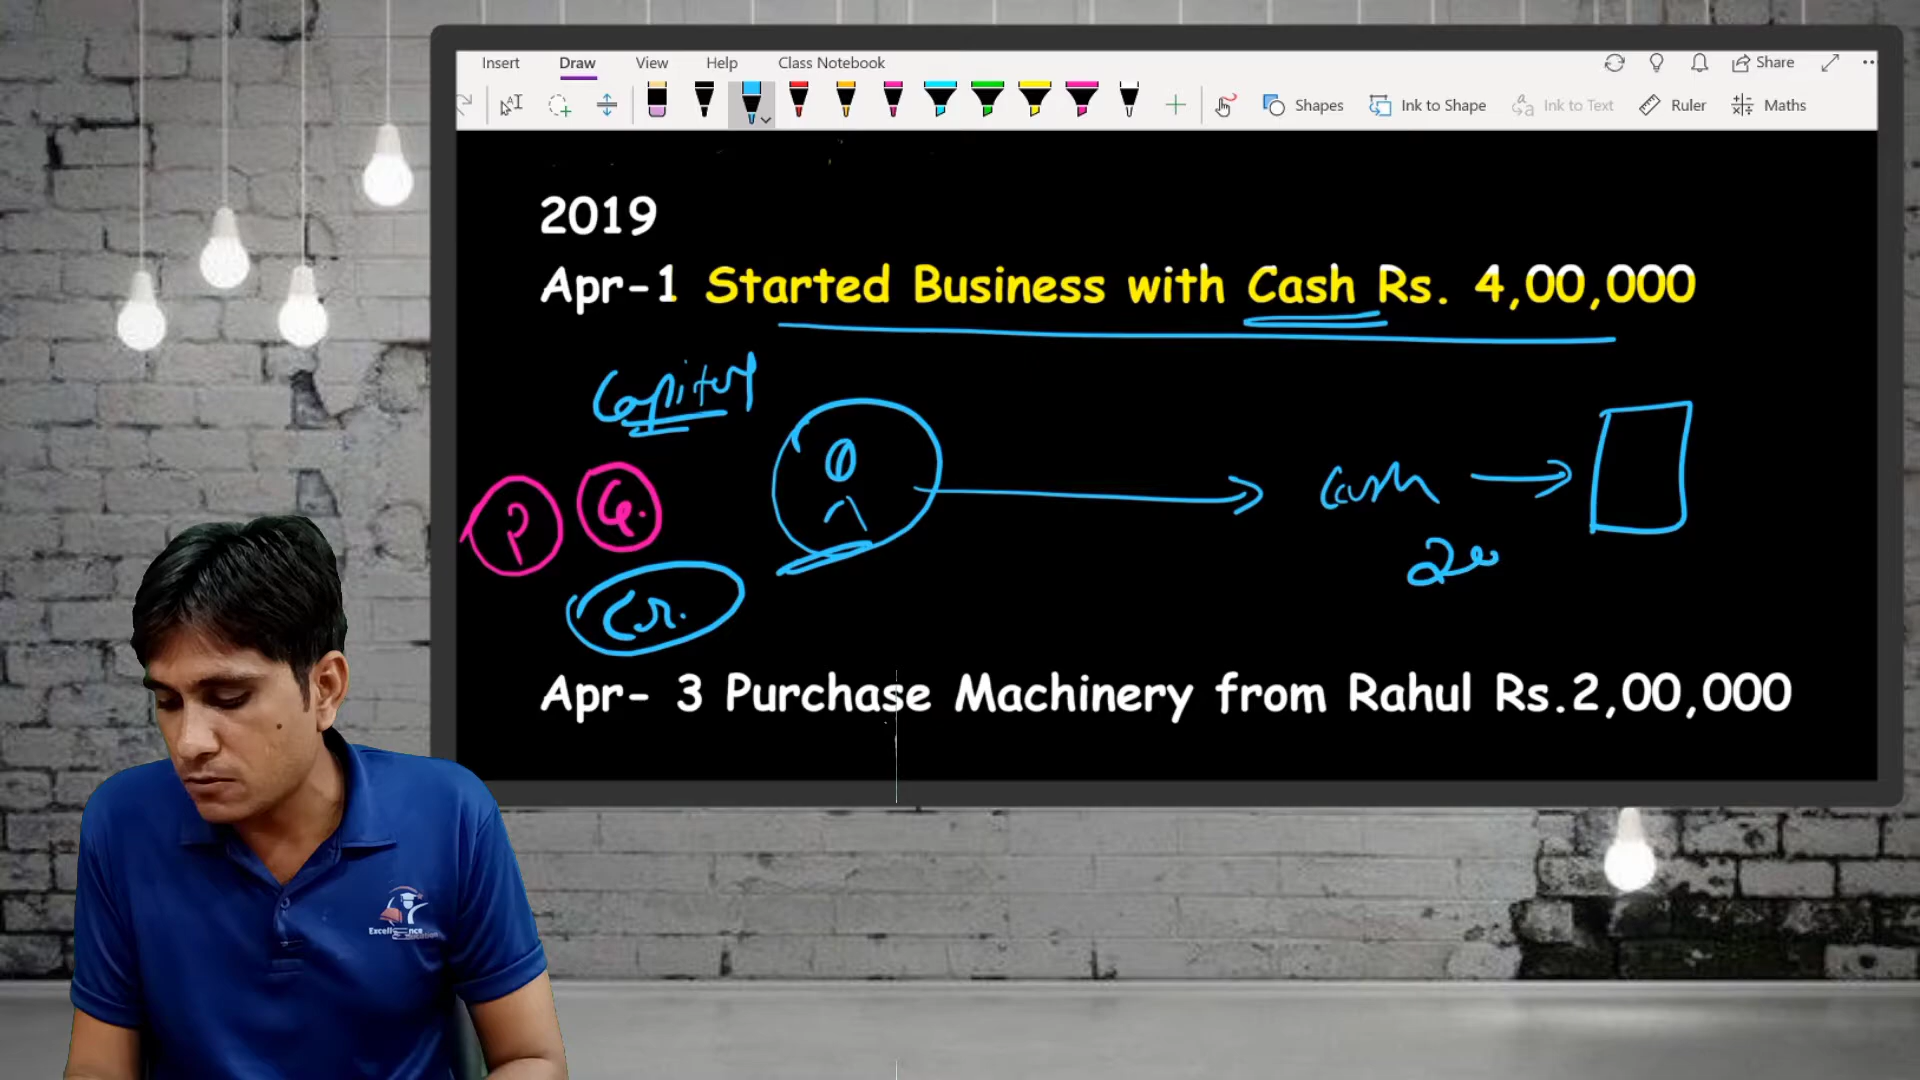 Insert Draw View Help Class Notebook Share
Shapes Ink to Shape Ink to Text Ruler Maths
2019
Apr-1 Started Business with Cash Rs. 4,00,000
Capital
P G.
Cash
Cr.
Apr- 3 Purchase Machinery from Rahul Rs.2,00,000
Excellence